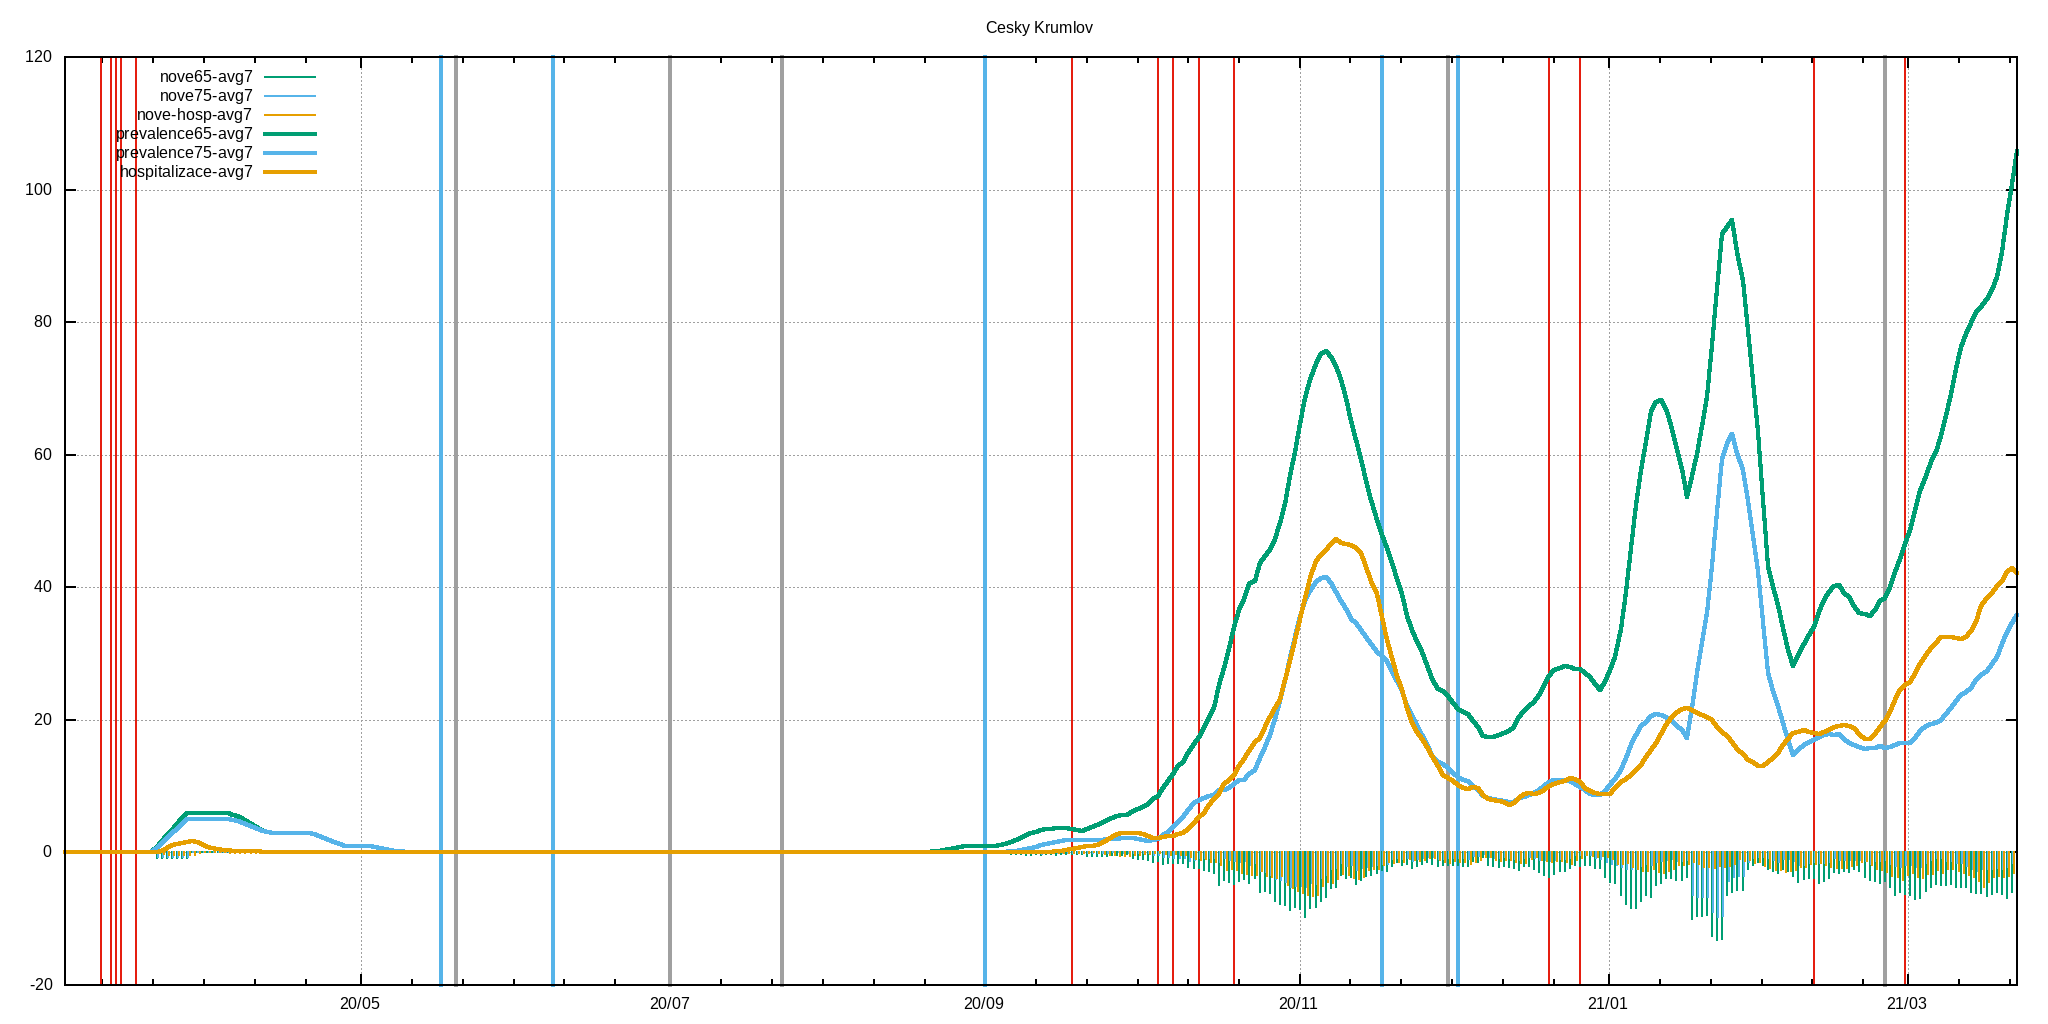 Cesky Krumlov
120
100
80
60
40
20
0
-20
nove65-avg7
nove75-avg7
nove-hosp-avg7
prevalence65-avg7
prevalence75-avg7
hospitalizace-avg7
20/05
20/07
20/09
20/11
21/01
21/03